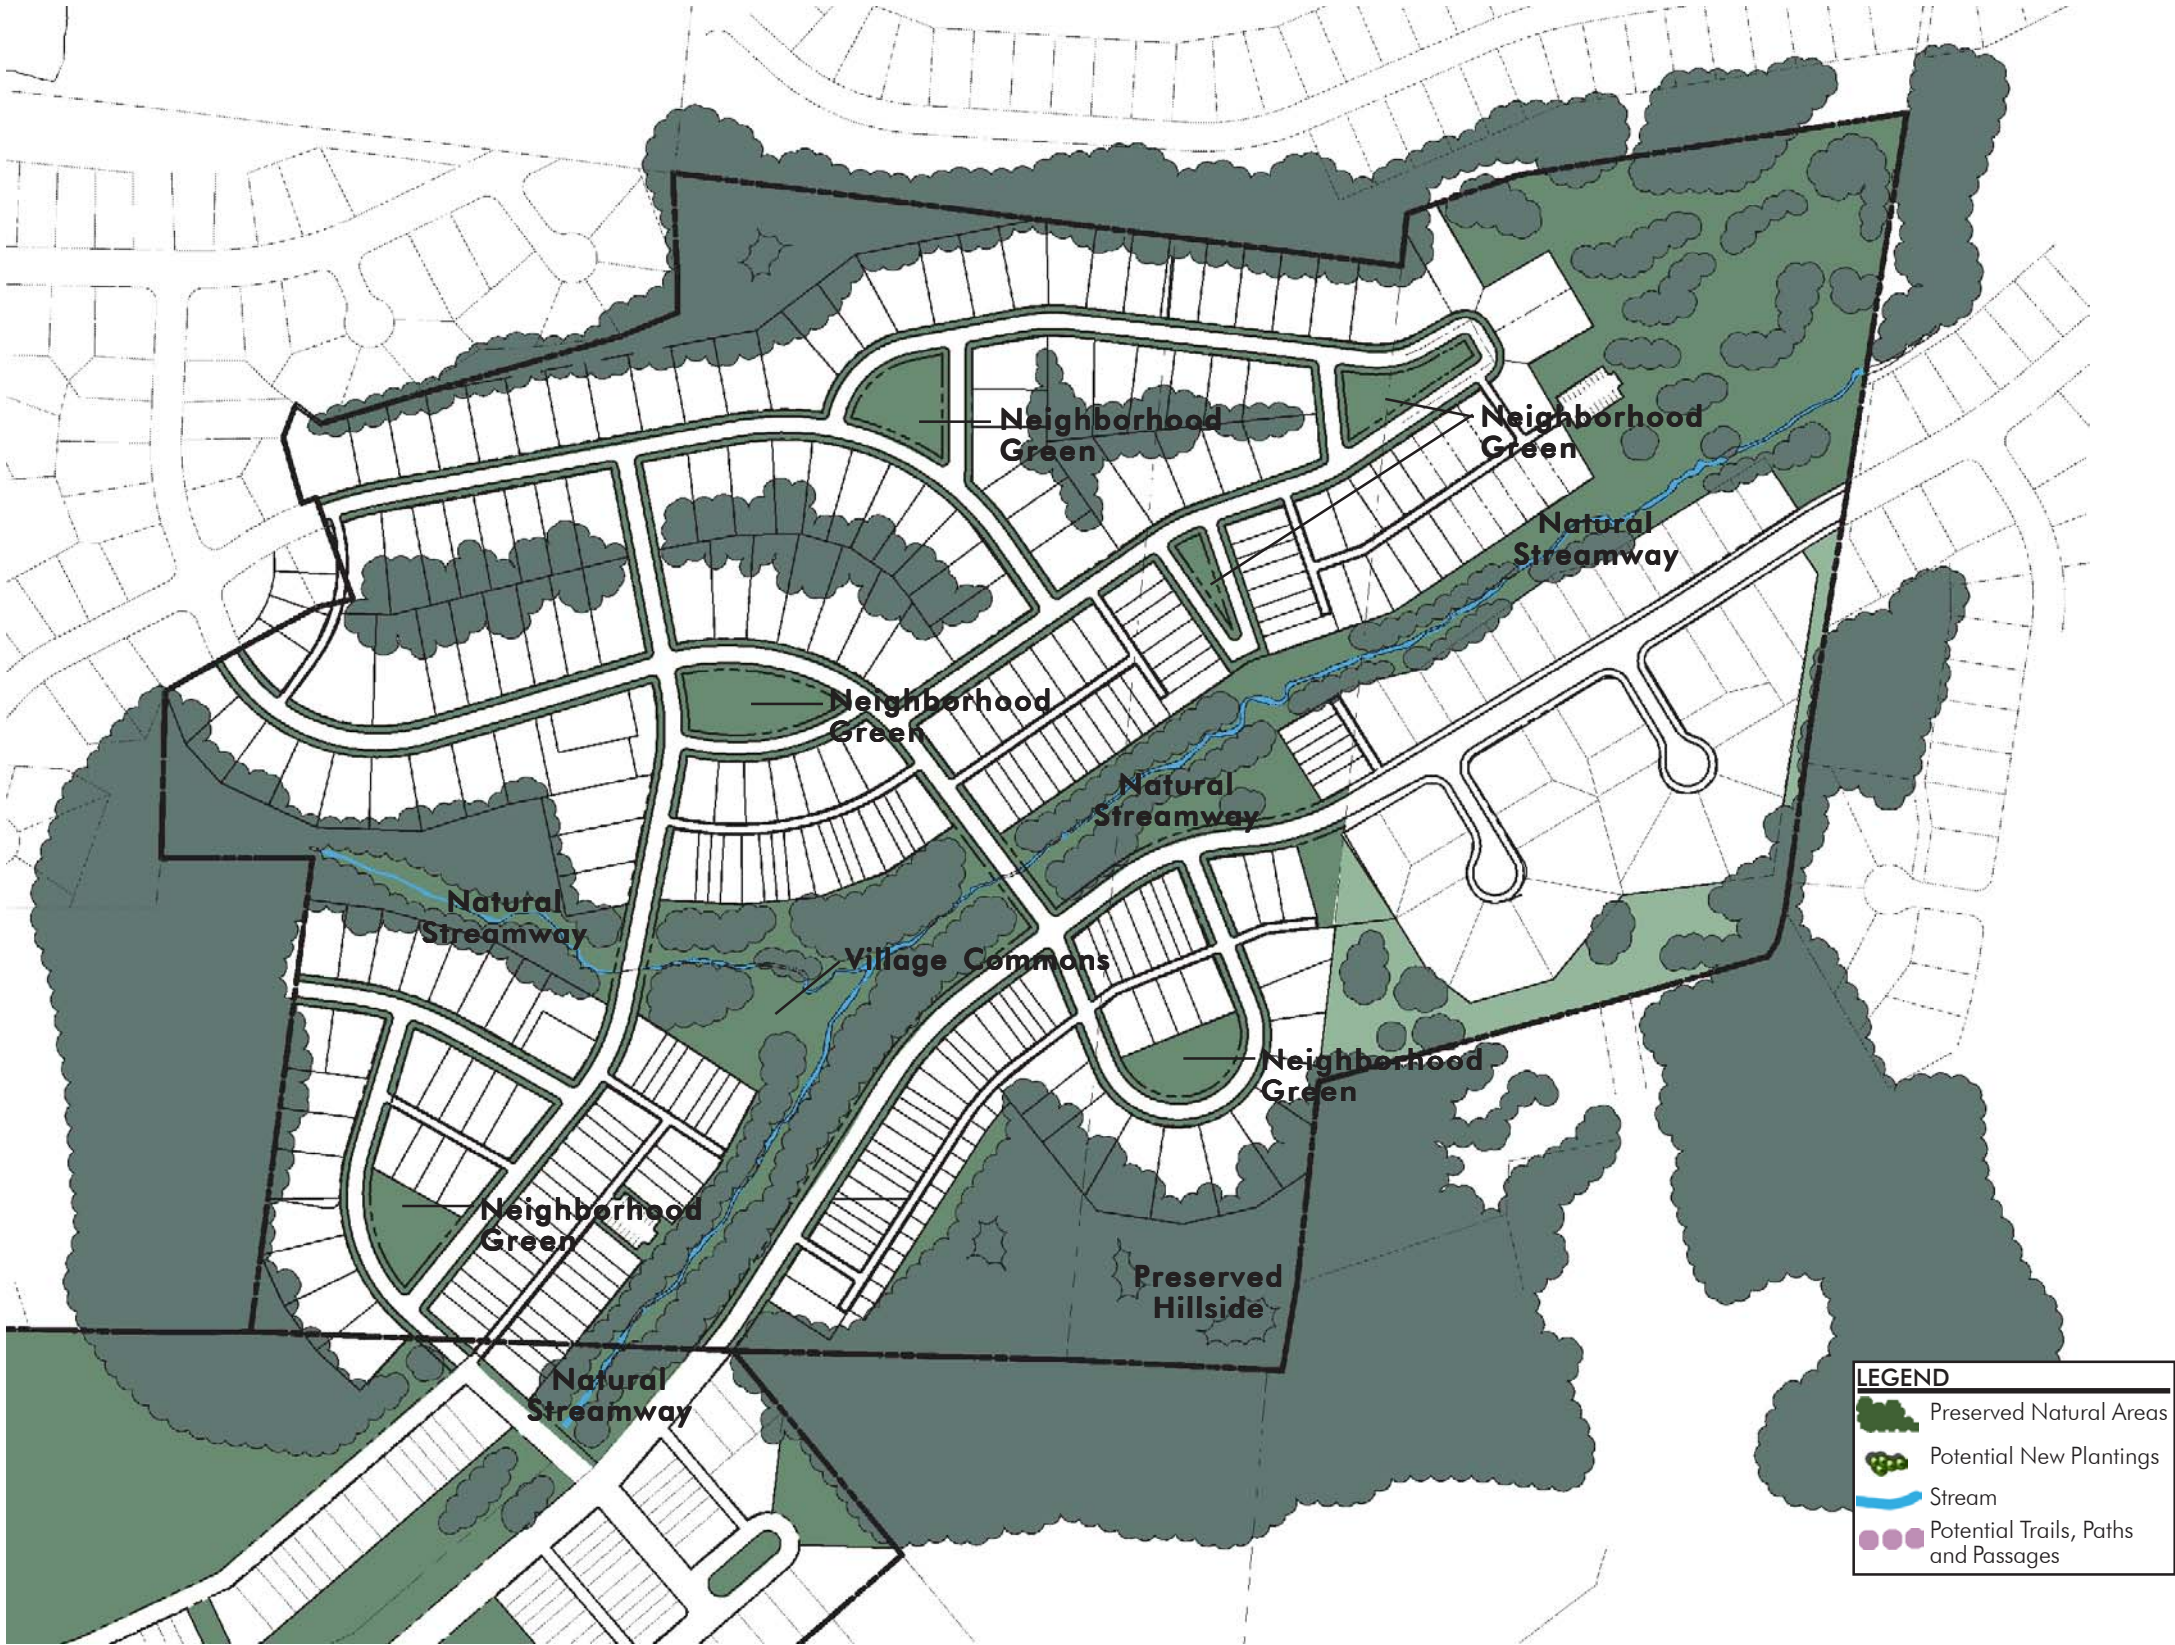 Neighborhood
Green
Neighborhood
Green
Natural
Streamway
Neighborhood
Green
Natural
Streamway
Natural
Streamway
Village Commons
Neighborhood
Green
Neighborhood
Green
Preserved
Hillside
Natural
Streamway
LEGEND
Preserved Natural Areas
Potential New Plantings
Stream
Potential Trails, Paths
and Passages